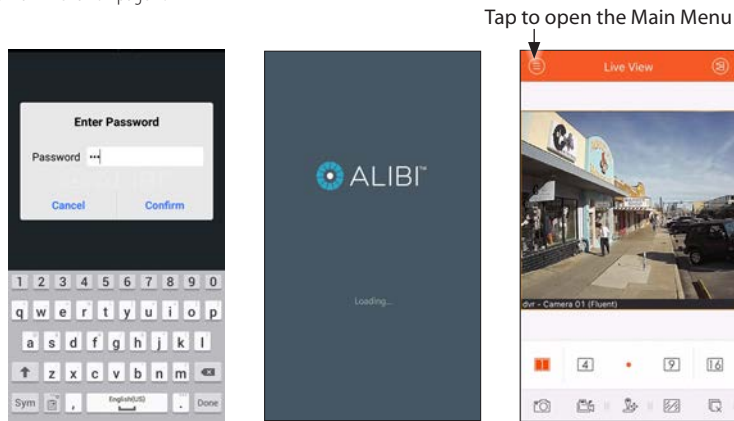 Tap to open the Main Menu
Enter Password
Password •••
Cancel Confirm
1 2 3 4 5 6 7 8 9 0
q w e r t y u i o p
a s d f g h j k l
z x c v b n m
Sym , English(US) . Done
ALIBI™
Loading...
Live View
dvr - Camera 01 (Fluent)
4 9 16